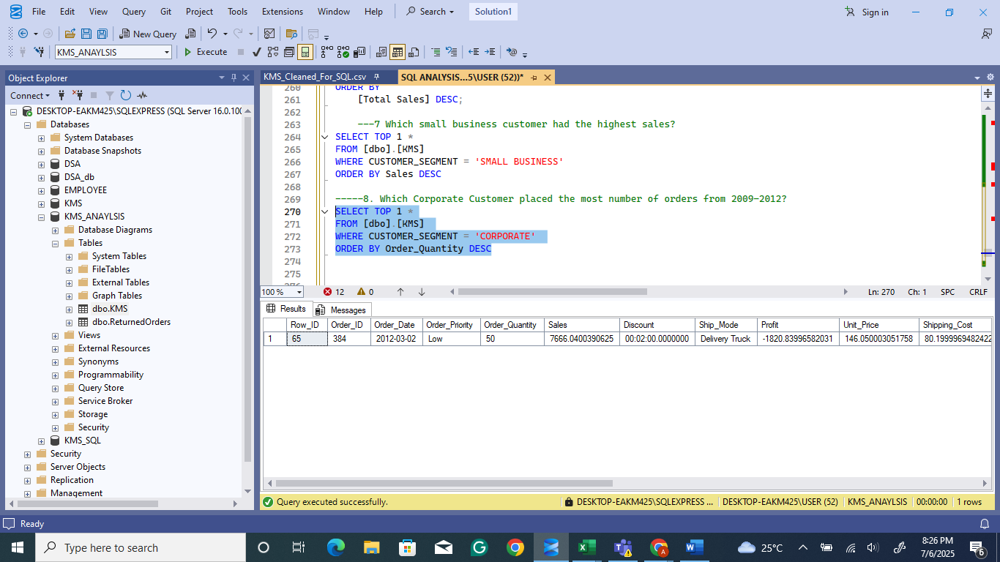 File Edit View Query Git Project Tools Extensions Window Help Search Solution1 Sign in
New Query
KMS_ANAYLSIS Execute
Object Explorer
Connect
DESKTOP-EAKM425\SQLEXPRESS (SQL Server 16.0.100
Databases
System Databases
Database Snapshots
DSA
DSA_db
EMPLOYEE
KMS
KMS_ANAYLSIS
Database Diagrams
Tables
System Tables
FileTables
External Tables
Graph Tables
dbo.KMS
dbo.ReturnedOrders
Views
External Resources
Synonyms
Programmability
Query Store
Service Broker
Storage
Security
KMS_SQL
Security
Server Objects
Replication
Management
KMS_Cleaned_For_SQL.csv SQL ANALYSIS...5\USER (52))*
260 ORDER BY
261 [Total Sales] DESC;
262
263 ---7 Which small business customer had the highest sales?
264 SELECT TOP 1 *
265 FROM [dbo].[KMS]
266 WHERE CUSTOMER_SEGMENT = 'SMALL BUSINESS'
267 ORDER BY Sales DESC
268
269 -----8. Which Corporate Customer placed the most number of orders from 2009-2012?
270 SELECT TOP 1 *
271 FROM [dbo].[KMS]
272 WHERE CUSTOMER_SEGMENT = 'CORPORATE'
273 ORDER BY Order_Quantity DESC
274
275
100 % 12 0 Ln: 270 Ch: 1 SPC CRLF
Results Messages
Row_ID Order_ID Order_Date Order_Priority Order_Quantity Sales Discount Ship_Mode Profit Unit_Price Shipping_Cost
1 65 384 2012-03-02 Low 50 7666.0400390625 00:02:00.0000000 Delivery Truck -1820.83996582031 146.050003051758 80.1999969482422
Query executed successfully. DESKTOP-EAKM425\SQLEXPRESS ... DESKTOP-EAKM425\USER (52) KMS_ANAYLSIS 00:00:00 1 rows
Ready
Type here to search 25°C 8:26 PM
7/6/2025 6